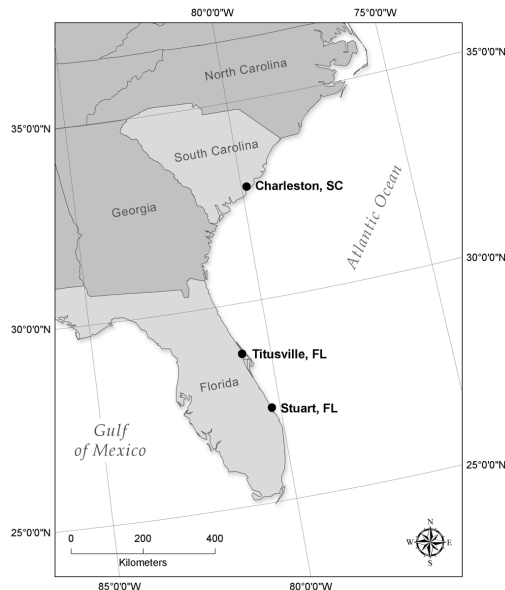 80°0'0"W
75°0'0"W
35°0'0"N
North Carolina
35°0'0"N
South Carolina
Charleston, SC
Georgia
Atlantic Ocean
30°0'0"N
30°0'0"N
Titusville, FL
Florida
Stuart, FL
Gulf
of Mexico
25°0'0"N
25°0'0"N
0 200 400
Kilometers
N
W E
S
85°0'0"W
80°0'0"W